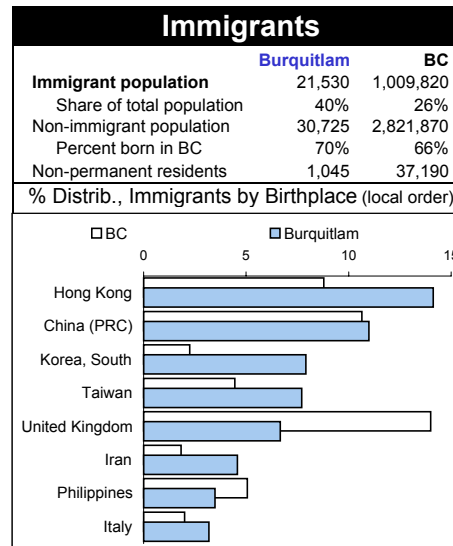 Immigrants
Burquitlam BC
Immigrant population 21,530 1,009,820
Share of total population 40% 26%
Non-immigrant population 30,725 2,821,870
Percent born in BC 70% 66%
Non-permanent residents 1,045 37,190
% Distrib., Immigrants by Birthplace (local order)
BC Burquitlam
0 5 10 15
Hong Kong
China (PRC)
Korea, South
Taiwan
United Kingdom
Iran
Philippines
Italy